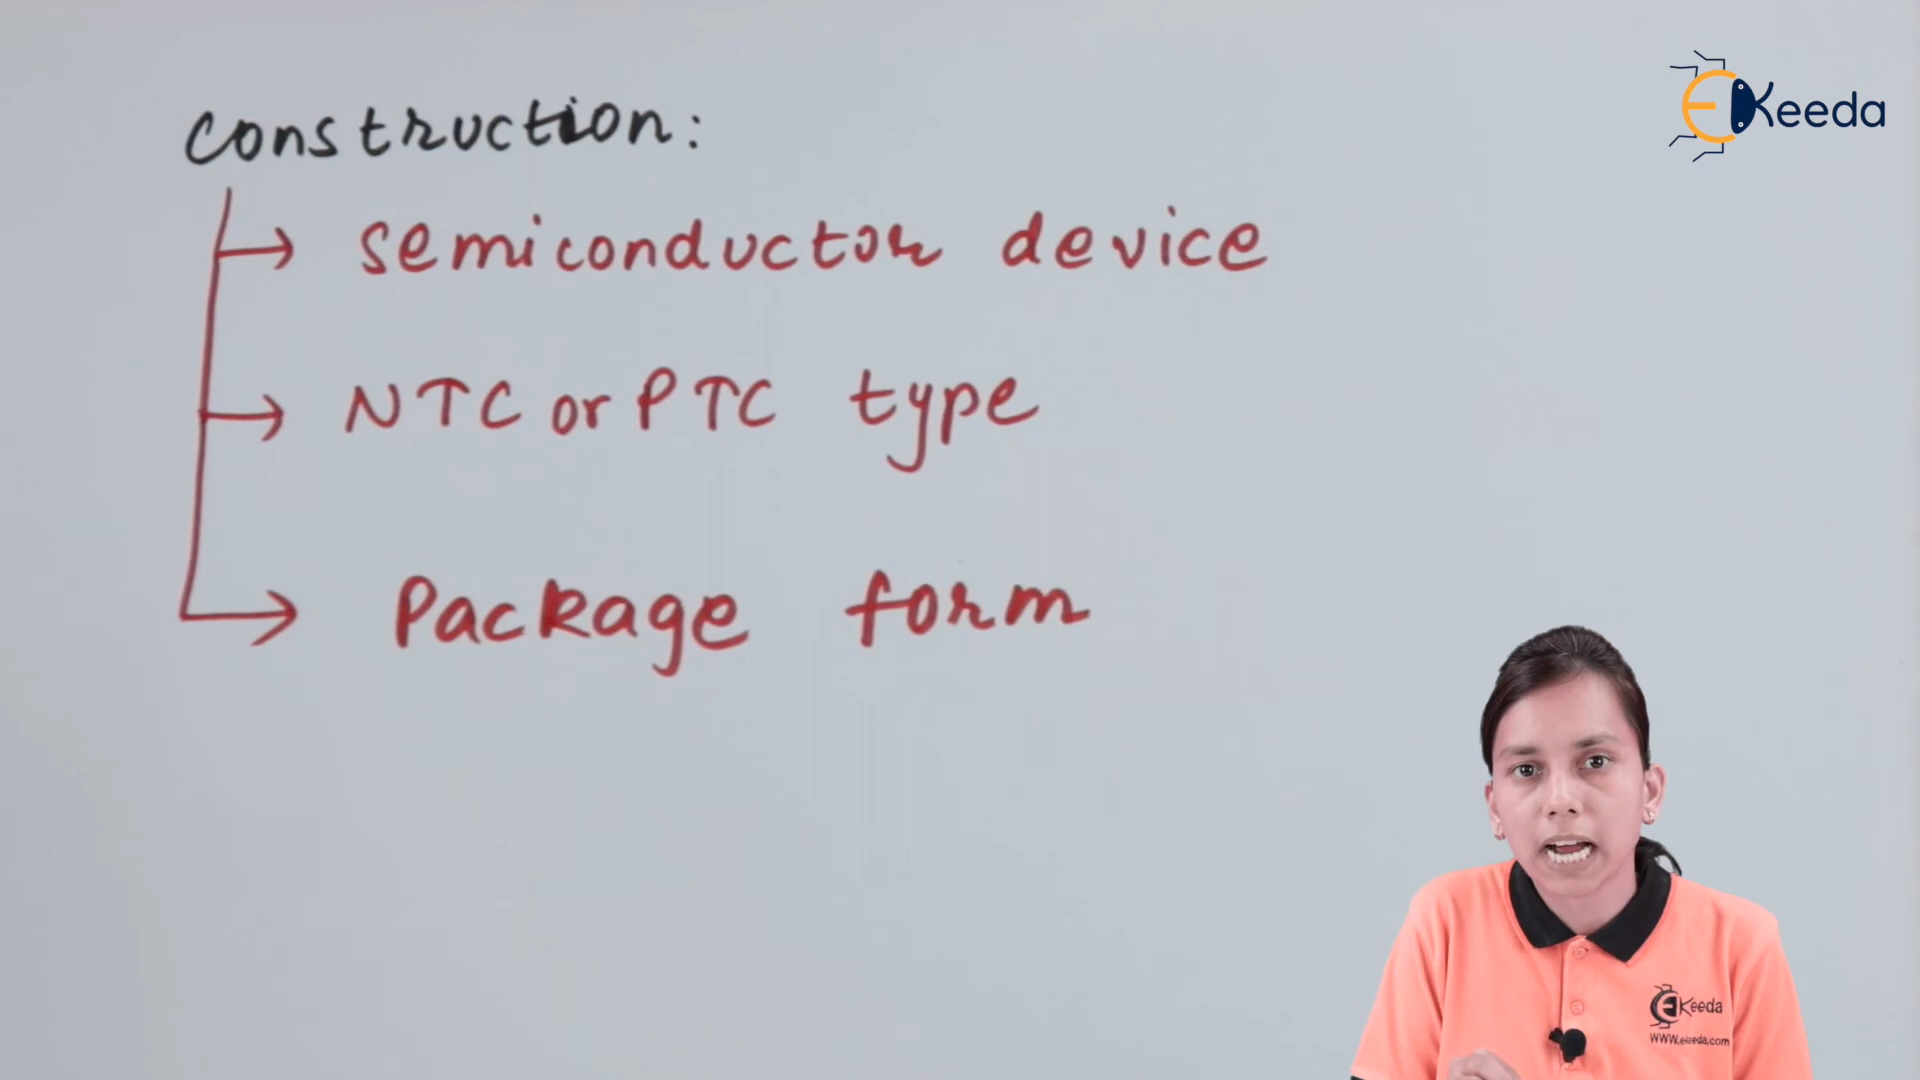 Keeda
construction:
semiconductor device
NTC or PTC type
Package form
Keeda
www.ekeeda.com